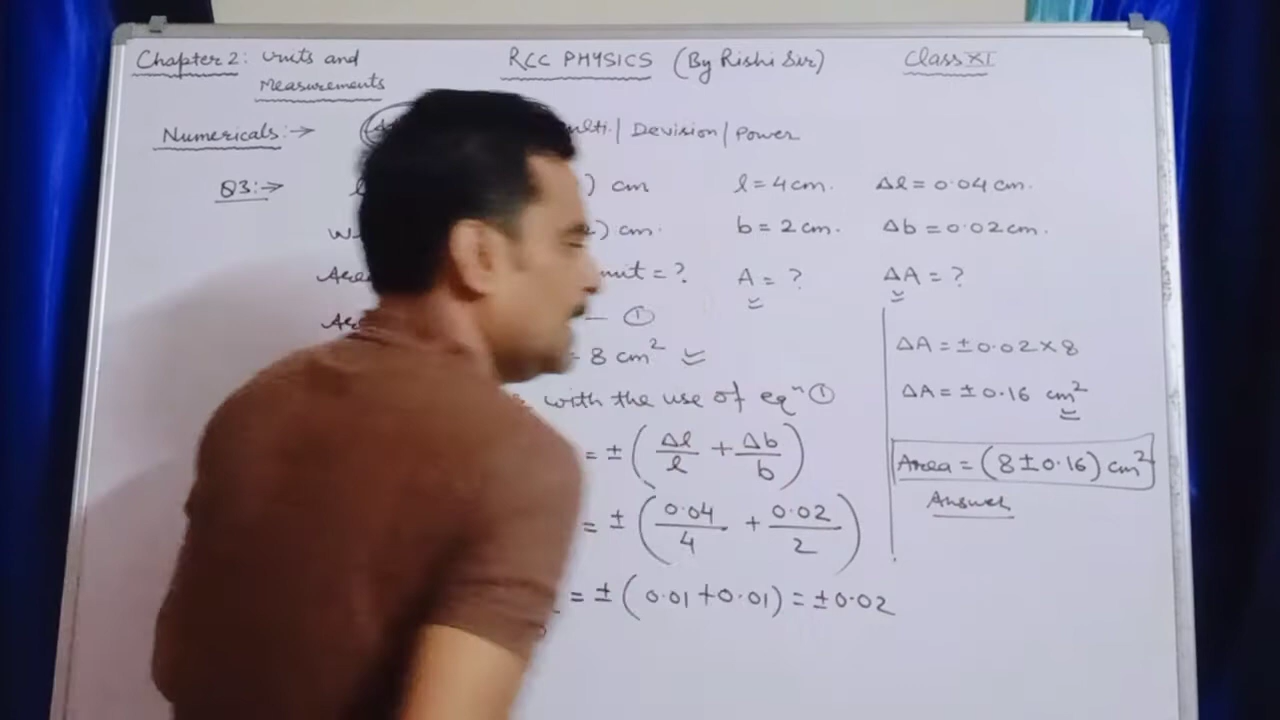 Chapter 2: Units and Measurements
RCC PHYSICS (By Rishi Sir)
Class XI
Numericals:→ / Devision / Power
Q3:→ ) cm l = 4 cm. Δl = 0.04 cm.
) cm. b = 2 cm. Δb = 0.02 cm.
= ? A = ? ΔA = ?
— ①
= 8 cm²
with the use of eqⁿ ①
= ± (Δl/l + Δb/b)
= ± (0.04/4 + 0.02/2)
= ± (0.01 + 0.01) = ± 0.02
ΔA = ± 0.02 × 8
ΔA = ± 0.16 cm²
Area = (8 ± 0.16) cm²
Answer